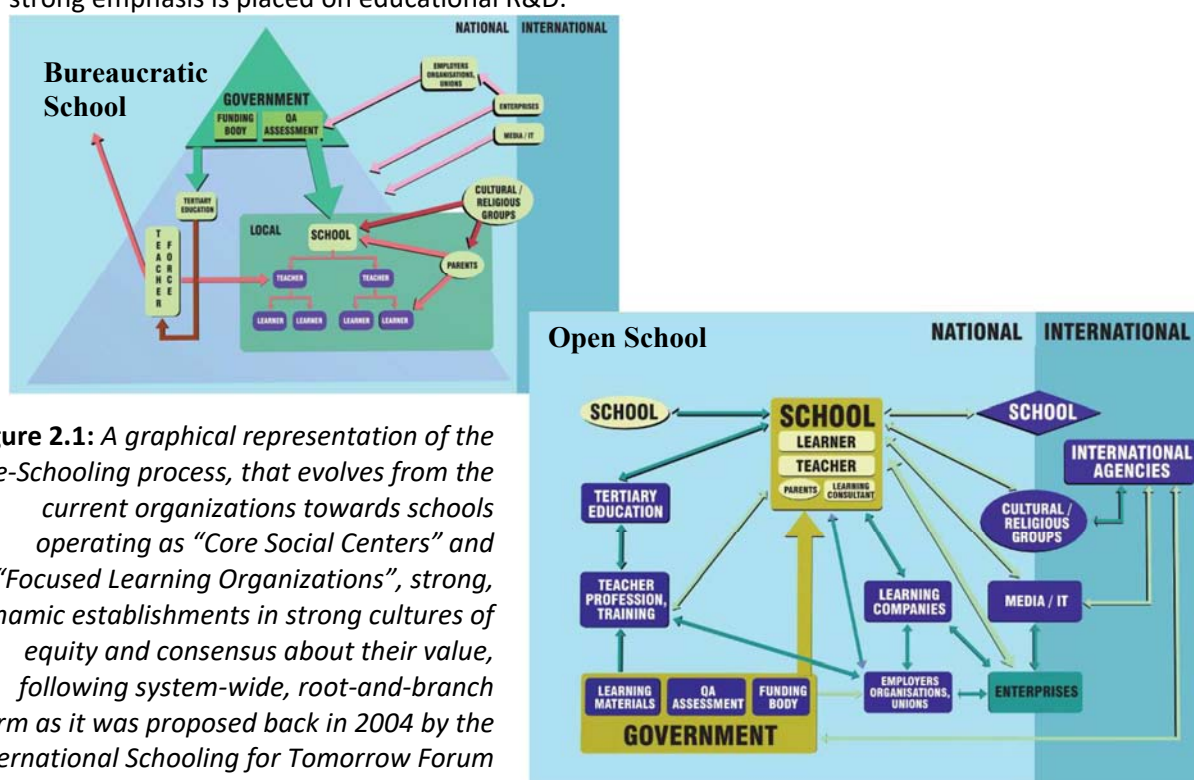 strong emphasis is placed on educational R&D.
Bureaucratic
School
NATIONAL INTERNATIONAL
GOVERNMENT
FUNDING
BODY
QA
ASSESSMENT
EMPLOYERS
ORGANISATIONS,
UNIONS
ENTERPRISES
MEDIA / IT
TERTIARY
EDUCATION
CULTURAL /
RELIGIOUS
GROUPS
TEACHER
FORCE
LOCAL
SCHOOL
PARENTS
TEACHER
TEACHER
LEARNER
LEARNER
LEARNER
LEARNER
Open School
NATIONAL INTERNATIONAL
SCHOOL
SCHOOL
LEARNER
TEACHER
PARENTS
LEARNING
CONSULTANT
SCHOOL
INTERNATIONAL
AGENCIES
TERTIARY
EDUCATION
CULTURAL /
RELIGIOUS
GROUPS
TEACHER
PROFESSION,
TRAINING
LEARNING
COMPANIES
MEDIA / IT
LEARNING
MATERIALS
QA
ASSESSMENT
FUNDING
BODY
GOVERNMENT
EMPLOYERS
ORGANISATIONS,
UNIONS
ENTERPRISES
gure 2.1: A graphical representation of the
e-Schooling process, that evolves from the
current organizations towards schools
operating as “Core Social Centers” and
“Focused Learning Organizations”, strong,
namic establishments in strong cultures of
equity and consensus about their value,
following system-wide, root-and-branch
rm as it was proposed back in 2004 by the
ernational Schooling for Tomorrow Forum